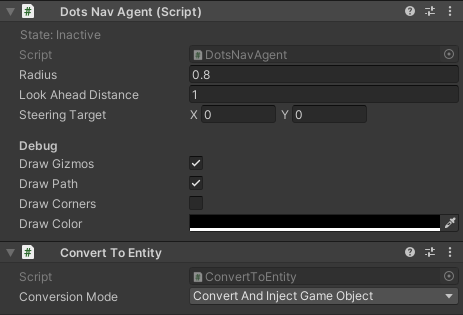 Dots Nav Agent (Script)
State: Inactive
Script DotsNavAgent
Radius 0.8
Look Ahead Distance 1
Steering Target X 0 Y 0
Debug
Draw Gizmos
Draw Path
Draw Corners
Draw Color
Convert To Entity
Script ConvertToEntity
Conversion Mode Convert And Inject Game Object